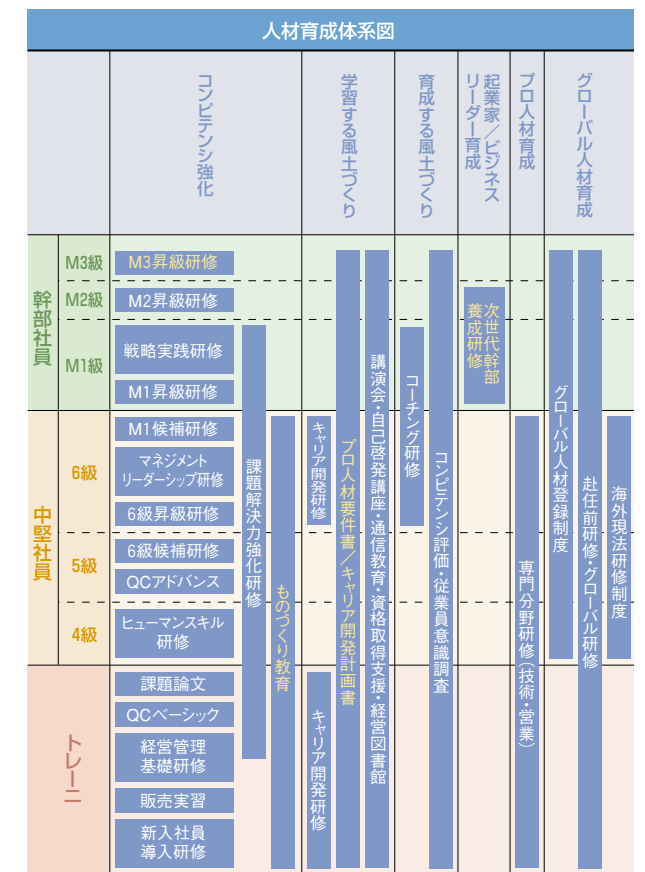 人材育成体系図
コンピテンシ強化
学習する風土づくり
育成する風土づくり
起業家／ビジネス
リーダー育成
プロ人材育成
グローバル人材育成
幹部社員
M3級
M2級
M1級
M3昇級研修
M2昇級研修
戦略実践研修
M1昇級研修
中堅社員
6級
5級
4級
M1候補研修
マネジメント
リーダーシップ研修
6級昇級研修
6級候補研修
QCアドバンス
ヒューマンスキル
研修
トレーニ
課題論文
QCベーシック
経営管理
基礎研修
販売実習
新入社員
導入研修
課題解決力強化研修
ものづくり教育
キャリア開発研修
キャリア開発研修
プロ人材要件書／キャリア開発計画書
講演会・自己啓発講座・通信教育・資格取得支援・経営図書館
コーチング研修
コンピテンシ評価・従業員意識調査
次世代幹部
養成研修
専門分野研修（技術・営業）
グローバル人材登録制度
赴任前研修・グローバル研修
海外現法研修制度